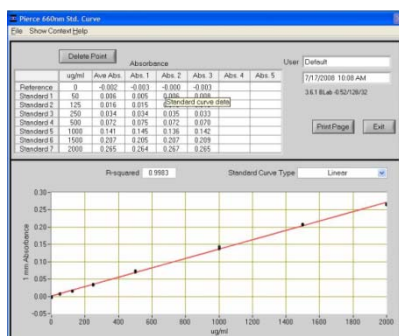 Pierce 660nm Std. Curve
File Show Context Help
Delete Point
Absorbance
User Default
ug/ml Ave Abs. Abs. 1 Abs. 2 Abs. 3 Abs. 4 Abs. 5
7/17/2008 10:08 AM
Reference 0 -0.002 -0.003 -0.000 -0.003
Standard 1 50 0.006 0.005 0.006 0.008
3.6.1 BLab -6.52/128/32
Standard 2 125 0.016 0.015
Standard curve data
Standard 3 250 0.034 0.034 0.035 0.033
Standard 4 500 0.072 0.075 0.072 0.070
Standard 5 1000 0.141 0.145 0.136 0.142
Print Page Exit
Standard 6 1500 0.207 0.205 0.207 0.209
Standard 7 2000 0.265 0.264 0.267 0.265
R-squared 0.9983 Standard Curve Type Linear
1 mm Absorbance
0.30
0.25
0.20
0.15
0.10
0.05
0.00
-0.05
0 200 400 600 800 1000 1200 1400 1600 1800 2000
ug/ml